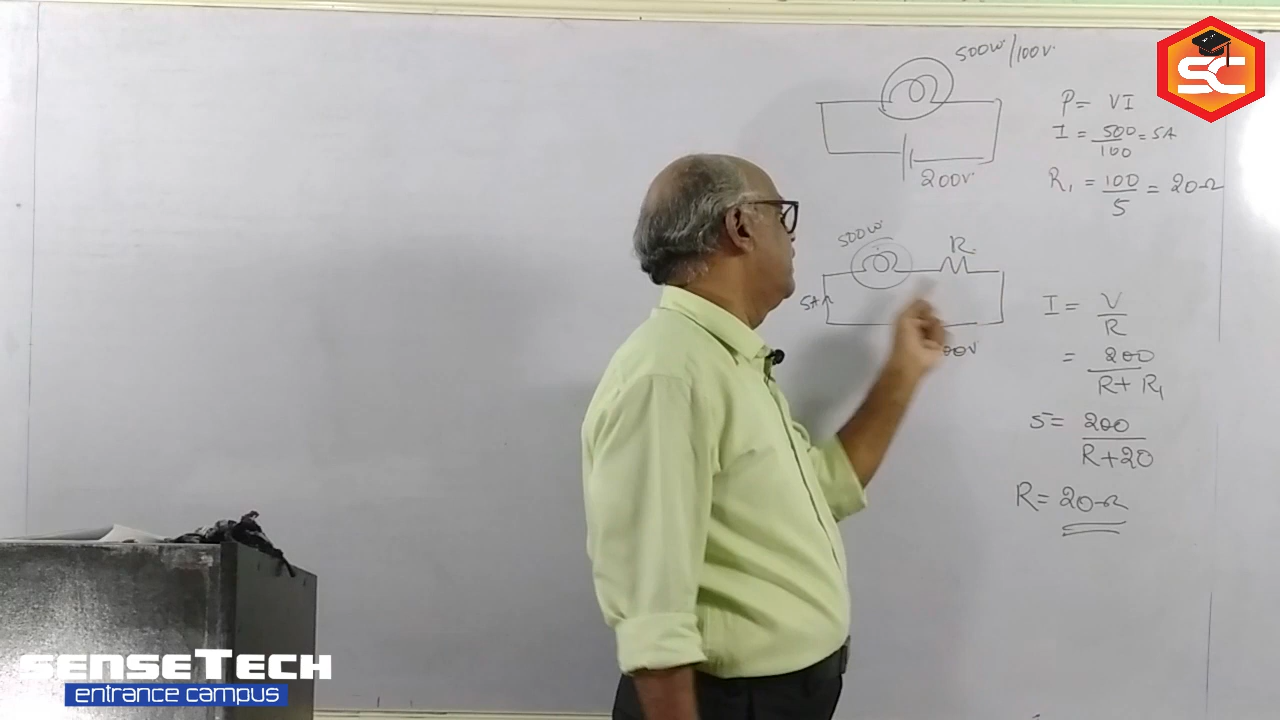 500W/100V.
200V.
P = VI
I = 500/100 = 5A
R₁ = 100/5 = 20Ω
500W.
R.
5A
00V
I = V/R
= 200/R + R₁
5 = 200/R + 20
R = 20Ω
SC
SENSETECH
entrance campus